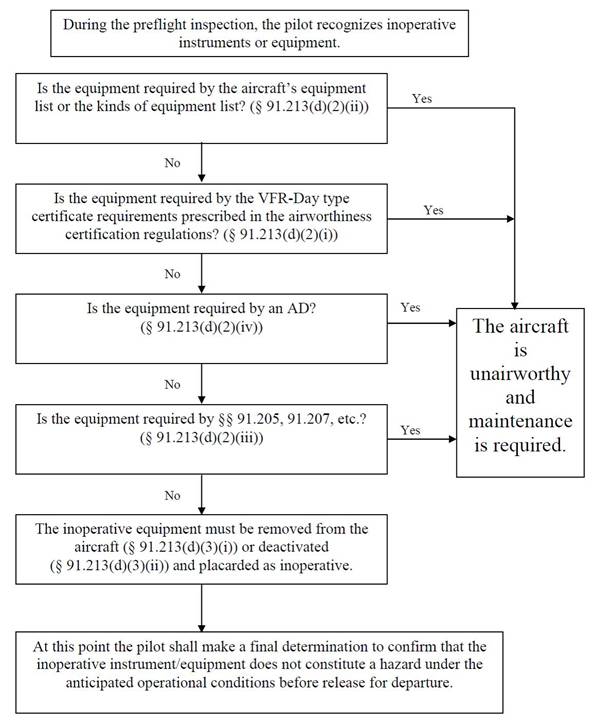 During the preflight inspection, the pilot recognizes inoperative
instruments or equipment.
Is the equipment required by the aircraft's equipment
list or the kinds of equipment list? (§ 91.213(d)(2)(ii))
Yes
No
Is the equipment required by the VFR-Day type
certificate requirements prescribed in the airworthiness
certification regulations? (§ 91.213(d)(2)(i))
Yes
No
Is the equipment required by an AD?
(§ 91.213(d)(2)(iv))
Yes
The aircraft
is
unairworthy
and
maintenance
is required.
No
Is the equipment required by §§ 91.205, 91.207, etc.?
(§ 91.213(d)(2)(iii))
Yes
No
The inoperative equipment must be removed from the
aircraft (§ 91.213(d)(3)(i)) or deactivated
(§ 91.213(d)(3)(ii)) and placarded as inoperative.
At this point the pilot shall make a final determination to confirm that the
inoperative instrument/equipment does not constitute a hazard under the
anticipated operational conditions before release for departure.